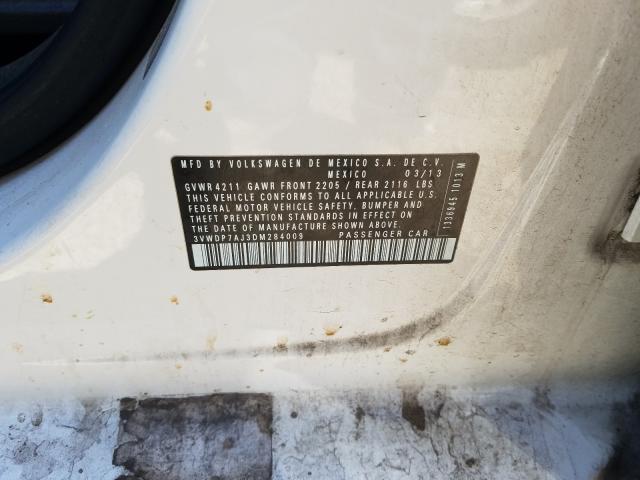 MFD BY VOLKSWAGEN DE MEXICO S.A. DE C.V.
MEXICO 03/13
GVWR 4211 GAWR FRONT 2205 / REAR 2116 LBS
THIS VEHICLE CONFORMS TO ALL APPLICABLE U.S.
FEDERAL MOTOR VEHICLE SAFETY, BUMPER AND
THEFT PREVENTION STANDARDS IN EFFECT ON
THE DATE OF MANUFACTURE SHOWN ABOVE.
3VWDP7AJ3DM284009 PASSENGER CAR
1336945 1013 M